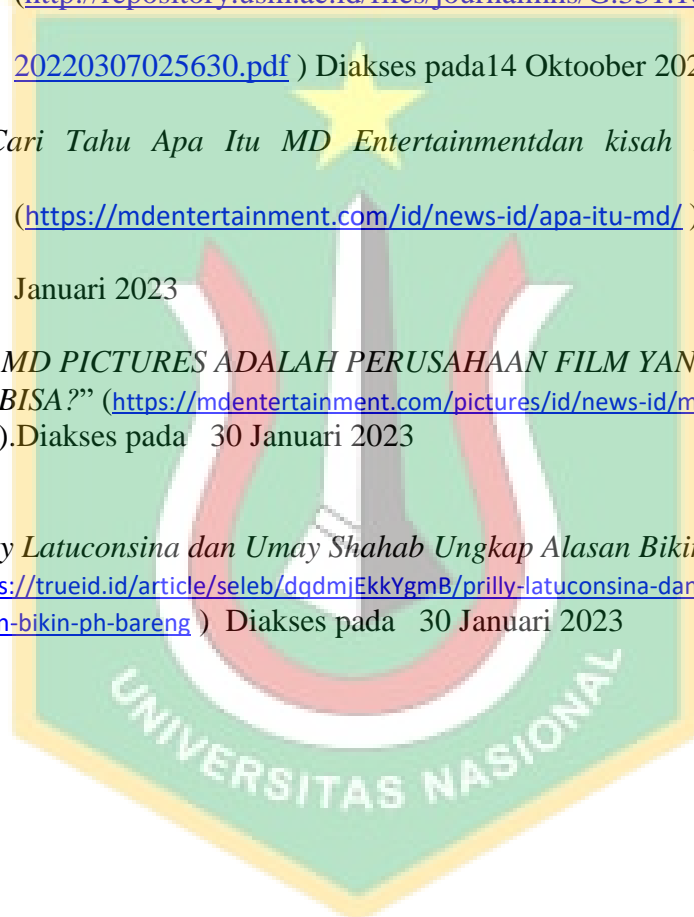 20220307025630.pdf ) Diakses pada14 Oktoober
Cari Tahu Apa Itu MD Entertainmentdan kisah
(https://mdentertainment.com/id/news-id/apa-itu-md/ )
Januari 2023
MD PICTURES ADALAH PERUSAHAAN FILM
BISA?” (https://mdentertainment.com/pictures/id/news-id/
).Diakses pada 30 Januari 2023
Latuconsina dan Umay Shahab Ungkap Alasan
://trueid.id/article/seleb/dqdmjEkkYgmB/prilly-latuconsina-dan
-bikin-ph-bareng ) Diakses pada 30 Januari 2023
UNIVERSITAS NASIONAL